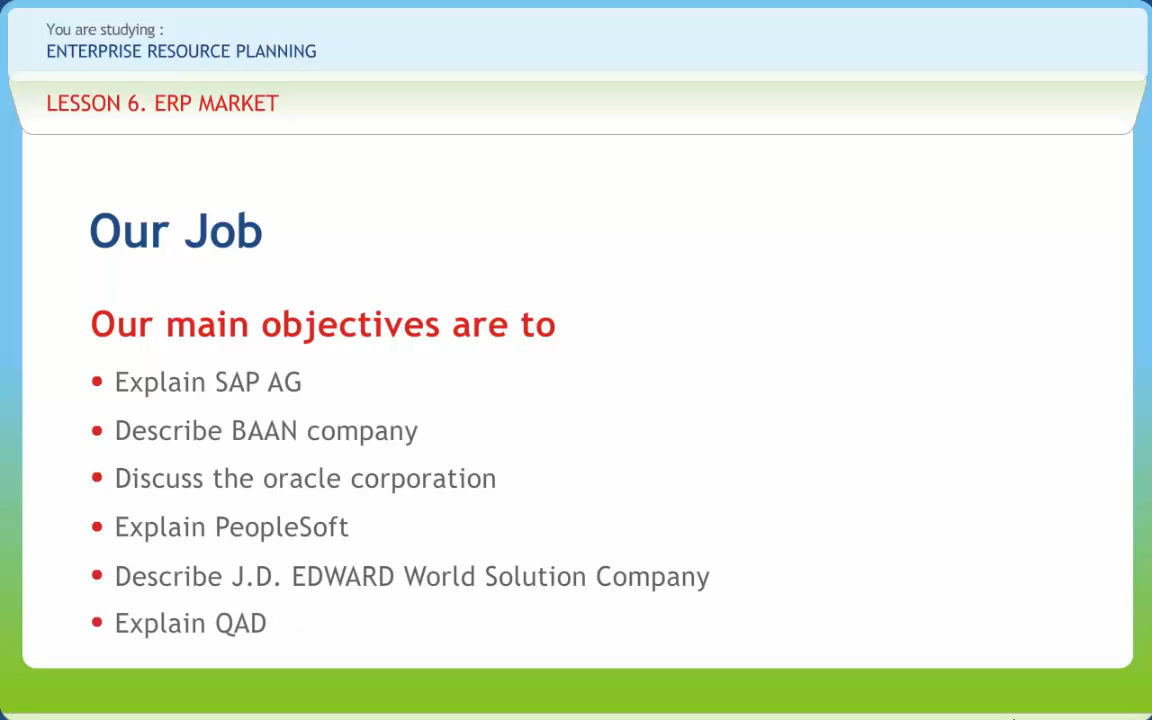 You are studying :
ENTERPRISE RESOURCE PLANNING
LESSON 6. ERP MARKET
Our Job
Our main objectives are to
• Explain SAP AG
• Describe BAAN company
• Discuss the oracle corporation
• Explain PeopleSoft
• Describe J.D. EDWARD World Solution Company
• Explain QAD